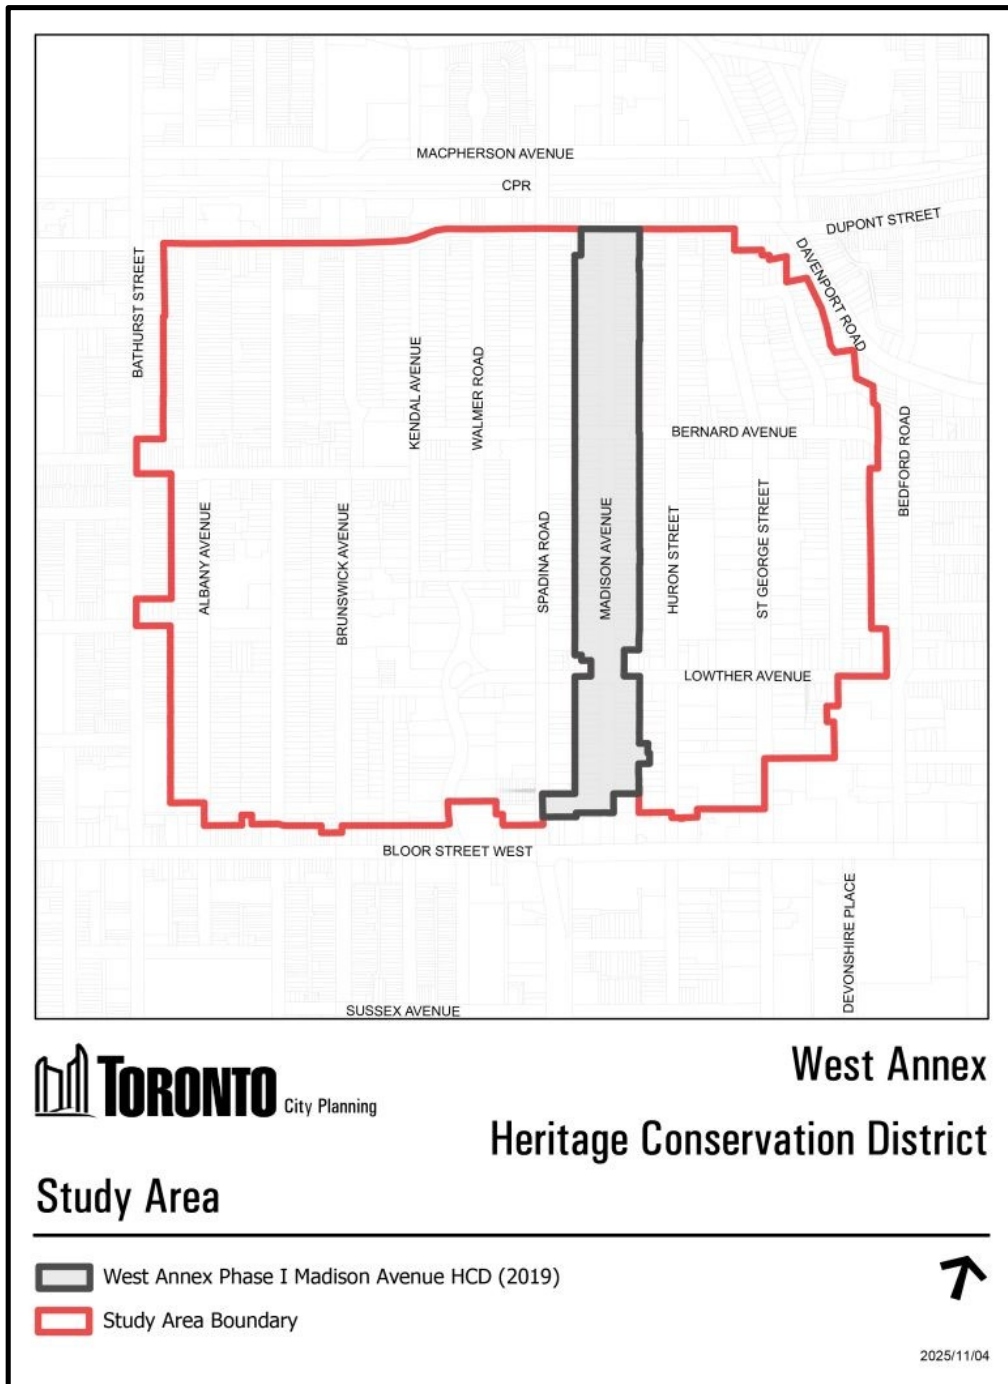 MACPHERSON AVENUE
CPR
DUPONT STREET
DAVENPORT ROAD
BATHURST STREET
KENDAL AVENUE
WALMER ROAD
BERNARD AVENUE
BEDFORD ROAD
ALBANY AVENUE
BRUNSWICK AVENUE
SPADINA ROAD
MADISON AVENUE
HURON STREET
ST GEORGE STREET
LOWTHER AVENUE
BLOOR STREET WEST
DEVONSHIRE PLACE
SUSSEX AVENUE
TORONTO City Planning
West Annex
Heritage Conservation District
Study Area
West Annex Phase I Madison Avenue HCD (2019)
Study Area Boundary
2025/11/04